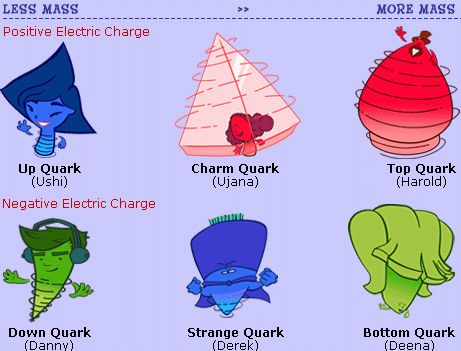 LESS MASS >> MORE MASS
Positive Electric Charge
Up Quark Charm Quark Top Quark
(Ushi) (Ujana) (Harold)
Negative Electric Charge
Down Quark Strange Quark Bottom Quark
(Danny) (Derek) (Deena)